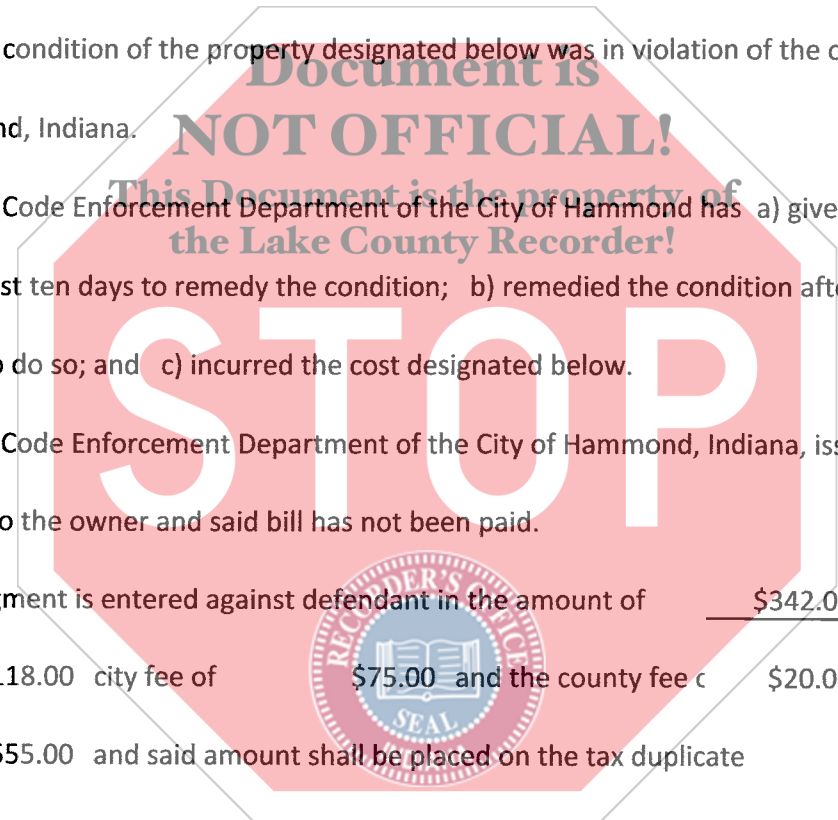 condition of the property designated below was in violation of the
Document is
nd, Indiana.
NOT OFFICIAL!
This Document is the property of
Code Enforcement Department of the City of Hammond has a) give
the Lake County Recorder!
st ten days to remedy the condition; b) remedied the condition aft
o do so; and c) incurred the cost designated below.
STOP
Code Enforcement Department of the City of Hammond, Indiana, iss
o the owner and said bill has not been paid.
gment is entered against defendant in the amount of $342.0
RECORDER'S OFFICE
18.00 city fee of $75.00 and the county fee $20.0
SEAL
55.00 and said amount shall be placed on the tax duplicate